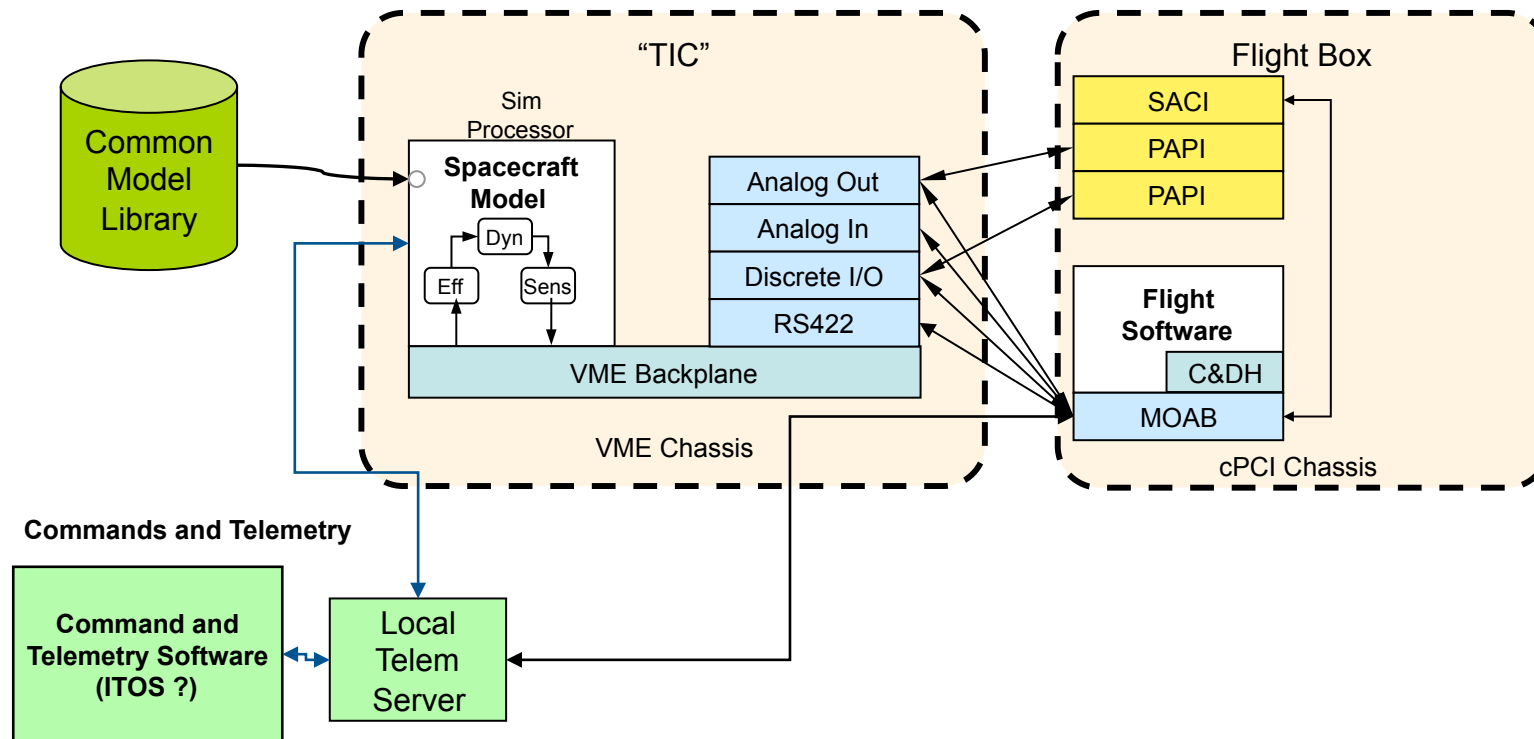 “TIC”
Flight Box
Common
Model
Library
Sim
Processor
Spacecraft
Model
Dyn
Eff
Sens
Analog Out
Analog In
Discrete I/O
RS422
VME Backplane
VME Chassis
SACI
PAPI
PAPI
Flight
Software
C&DH
MOAB
cPCI Chassis
Commands and Telemetry
Command and
Telemetry Software
(ITOS ?)
Local
Telem
Server